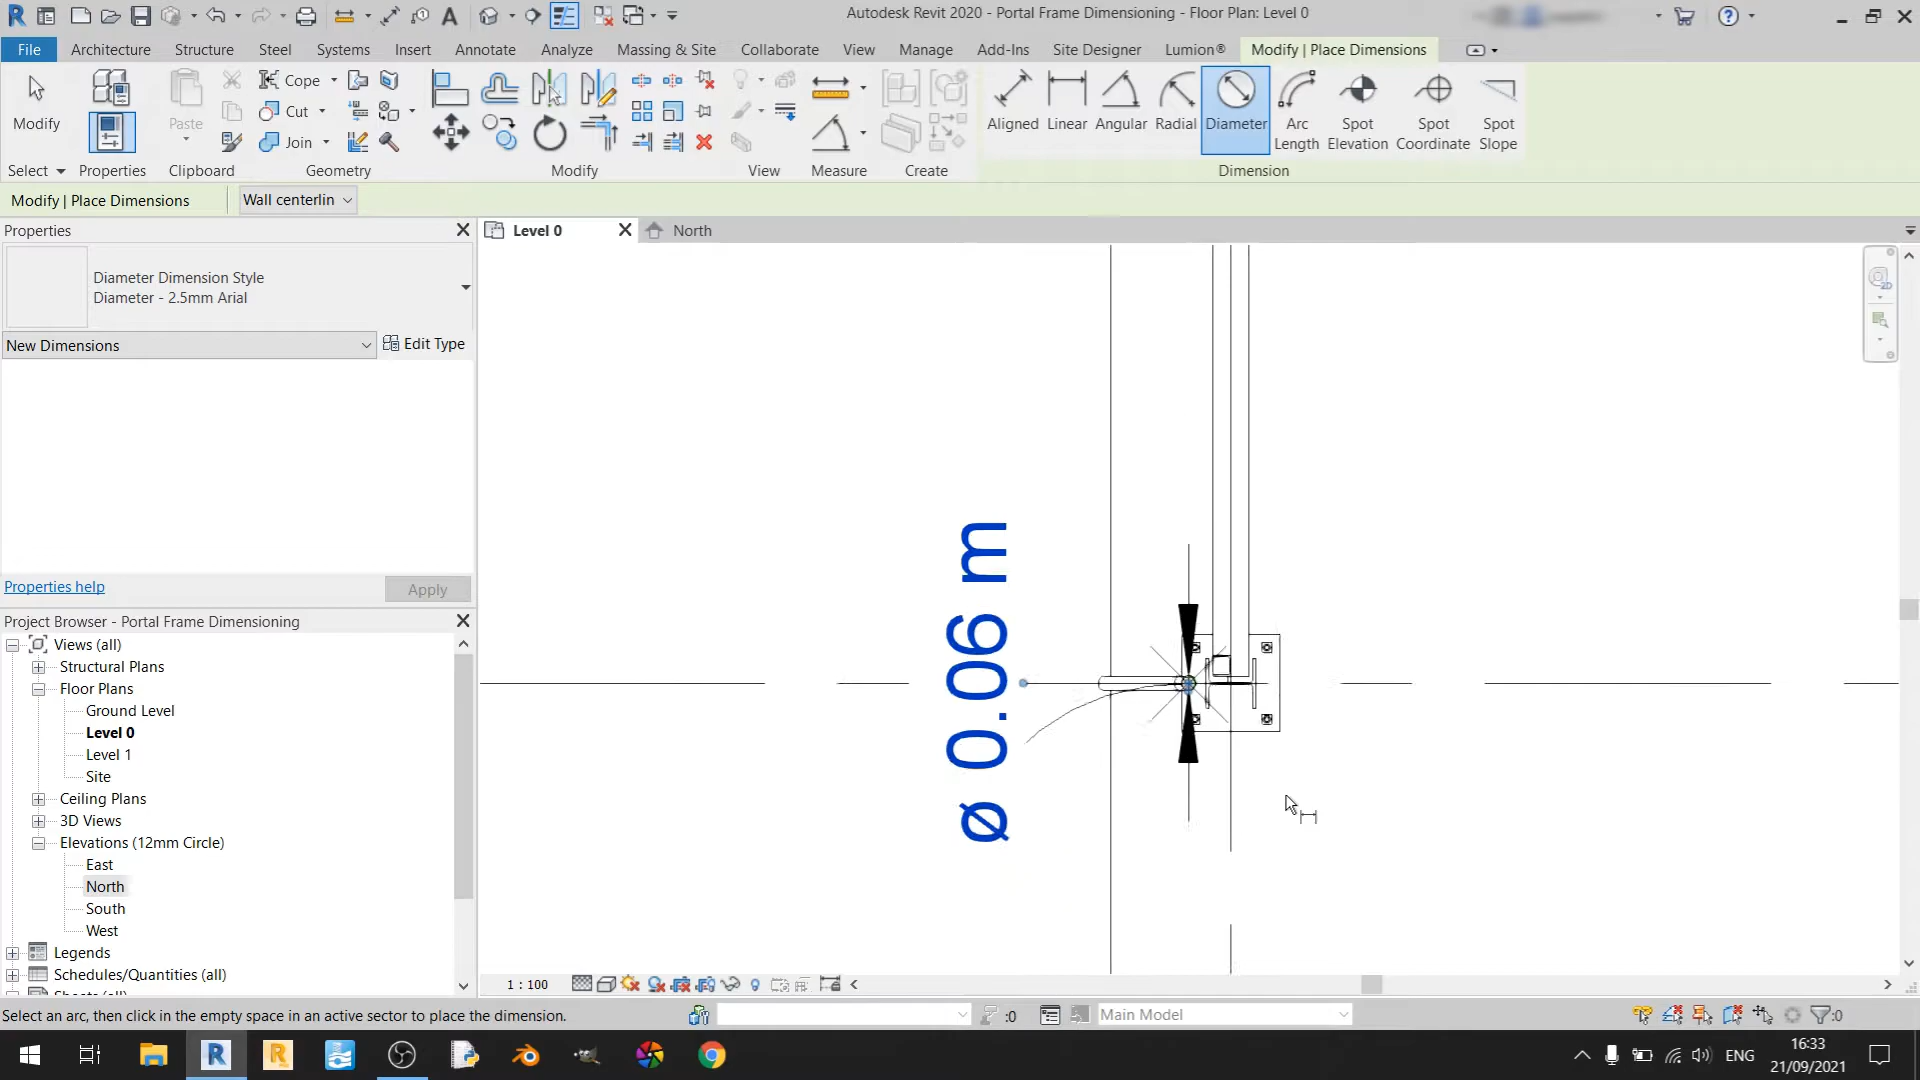 Autodesk Revit 2020 - Portal Frame Dimensioning - Floor Plan: Level 0
File Architecture Structure Steel Systems Insert Annotate Analyze Massing & Site Collaborate View Manage Add-Ins Site Designer Lumion® Modify | Place Dimensions
Modify
Paste
Cope
Cut
Join
Aligned Linear Angular Radial Diameter Arc Length Spot Elevation Spot Coordinate Spot Slope
Select Properties Clipboard Geometry Modify View Measure Create Dimension
Modify | Place Dimensions Wall centerlin
Properties
Level 0 North
Diameter Dimension Style
Diameter - 2.5mm Arial
New Dimensions Edit Type
Properties help Apply
Project Browser - Portal Frame Dimensioning
Views (all)
Structural Plans
Floor Plans
Ground Level
Level 0
Level 1
Site
Ceiling Plans
3D Views
Elevations (12mm Circle)
East
North
South
West
Legends
Schedules/Quantities (all)
ø 0.06 m
2D
1 : 100
Select an arc, then click in the empty space in an active sector to place the dimension. :0 Main Model :0
ENG
16:33
21/09/2021